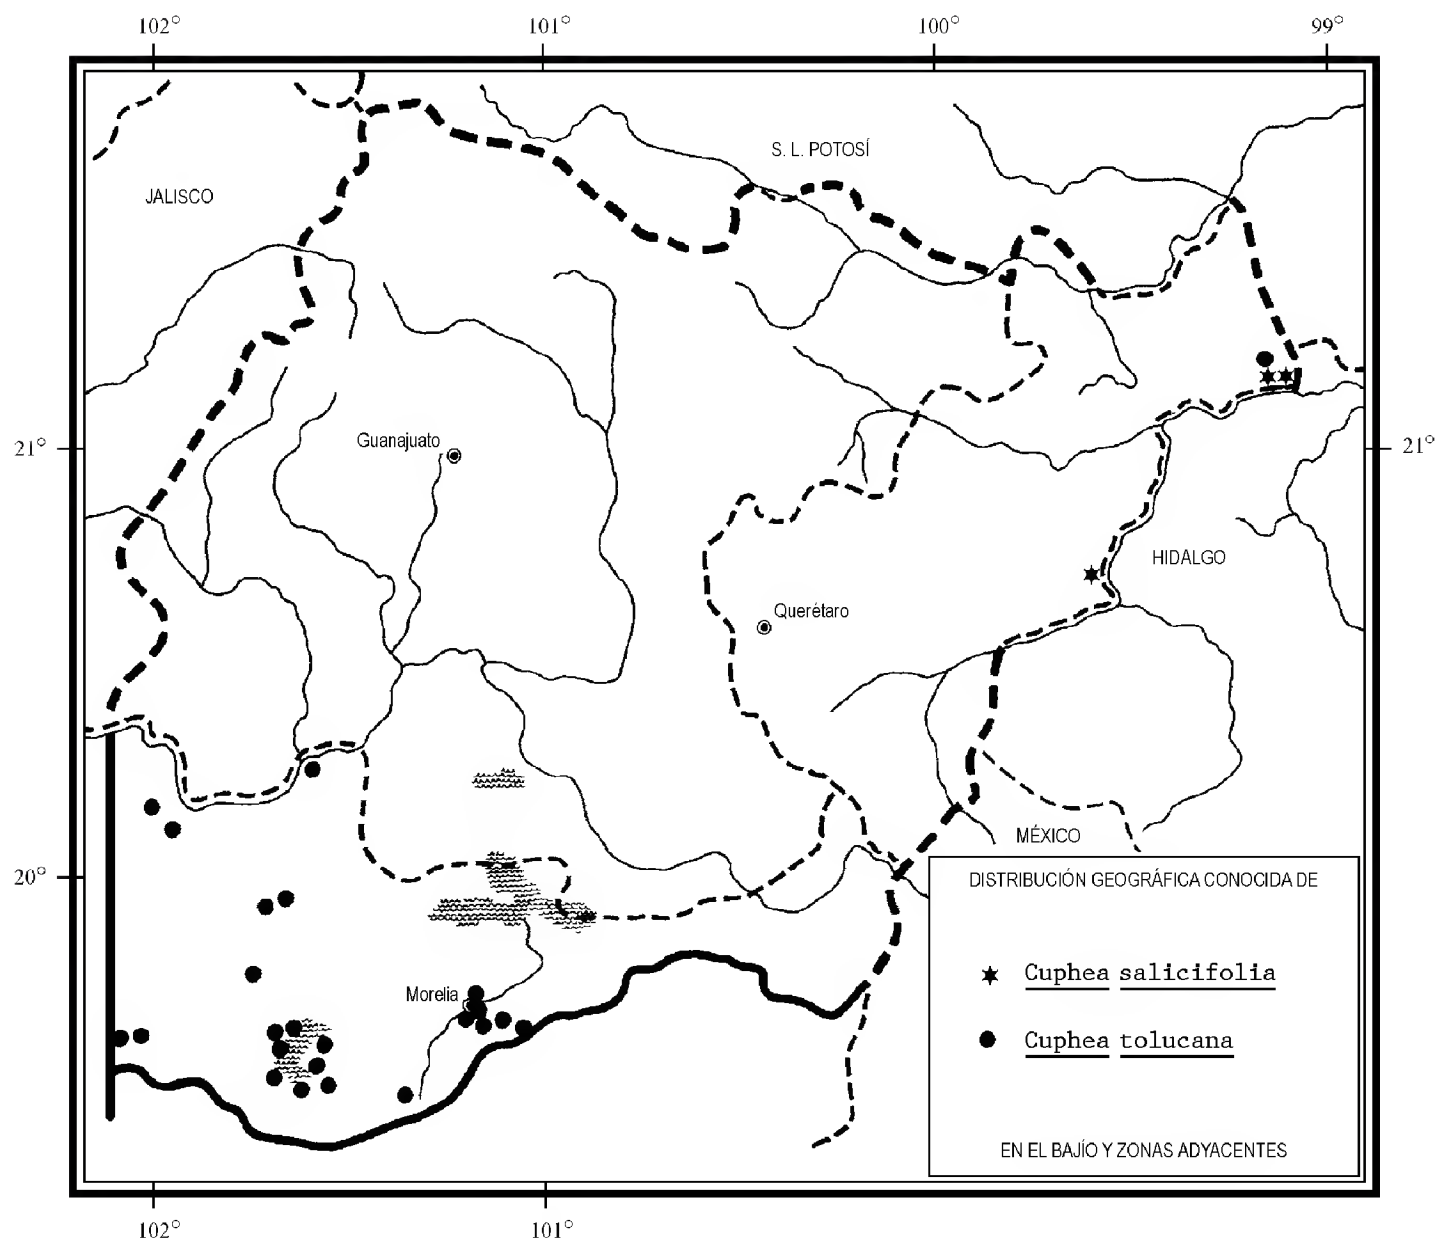 102° 101° 100° 99°
S. L. POTOSÍ
JALISCO
Guanajuato
21° 21°
HIDALGO
Querétaro
MÉXICO
20°
DISTRIBUCIÓN GEOGRÁFICA CONOCIDA DE
Cuphea salicifolia
Morelia
Cuphea tolucana
EN EL BAJÍO Y ZONAS ADYACENTES
102° 101°